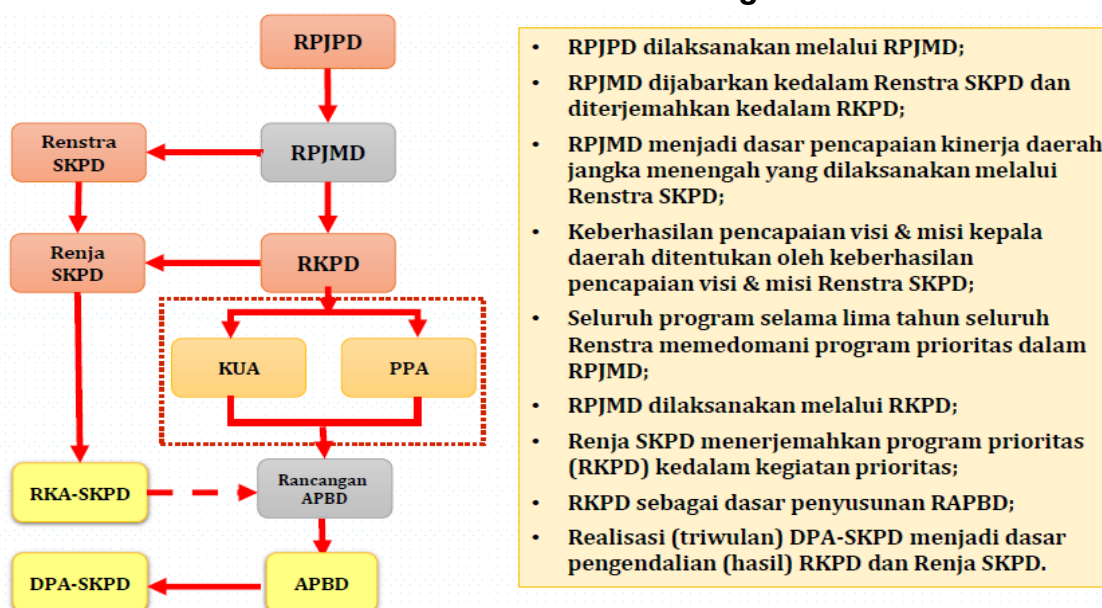 RPJPD
Renstra
SKPD
RPJMD
Renja
SKPD
RKPD
KUA
PPA
RKA-SKPD
Rancangan
APBD
DPA-SKPD
APBD
• RPJPD dilaksanakan melalui RPJMD;
• RPJMD dijabarkan kedalam Renstra SKPD dan
diterjemahkan kedalam RKPD;
• RPJMD menjadi dasar pencapaian kinerja daerah
jangka menengah yang dilaksanakan melalui
Renstra SKPD;
• Keberhasilan pencapaian visi & misi kepala
daerah ditentukan oleh keberhasilan
pencapaian visi & misi Renstra SKPD;
• Seluruh program selama lima tahun seluruh
Renstra memedomani program prioritas dalam
RPJMD;
• RPJMD dilaksanakan melalui RKPD;
• Renja SKPD menerjemahkan program prioritas
(RKPD) kedalam kegiatan prioritas;
• RKPD sebagai dasar penyusunan RAPBD;
• Realisasi (triwulan) DPA-SKPD menjadi dasar
pengendalian (hasil) RKPD dan Renja SKPD.